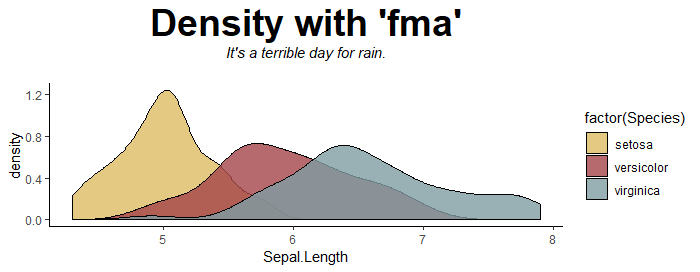 Density with 'fma'
It's a terrible day for rain.
1.2
0.8
0.4
0.0
density
5 6 7 8
Sepal.Length
factor(Species)
setosa
versicolor
virginica